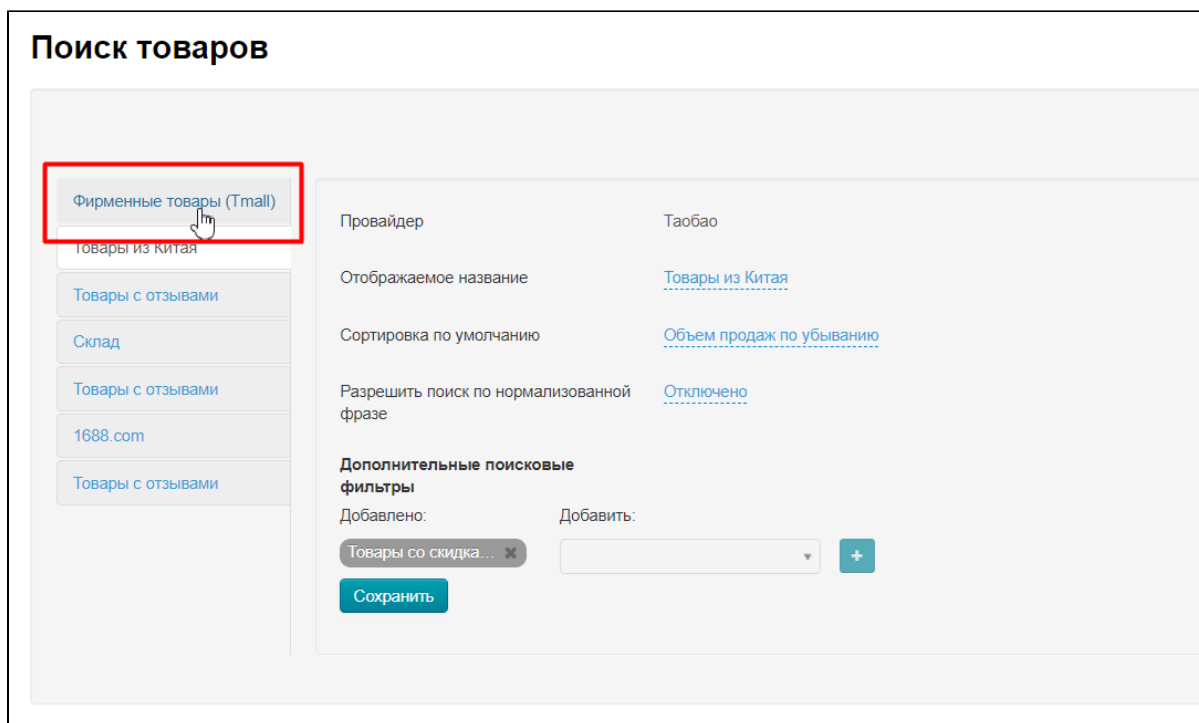 Поиск товаров
Фирменные товары (Tmall)
Товары из Китая
Товары с отзывами
Склад
Товары с отзывами
1688.com
Товары с отзывами
Провайдер
Таобао
Отображаемое название
Товары из Китая
Сортировка по умолчанию
Объем продаж по убыванию
Разрешить поиск по нормализованной
фразе
Отключено
Дополнительные поисковые
фильтры
Добавлено:
Добавить:
Товары со скидка...
Сохранить